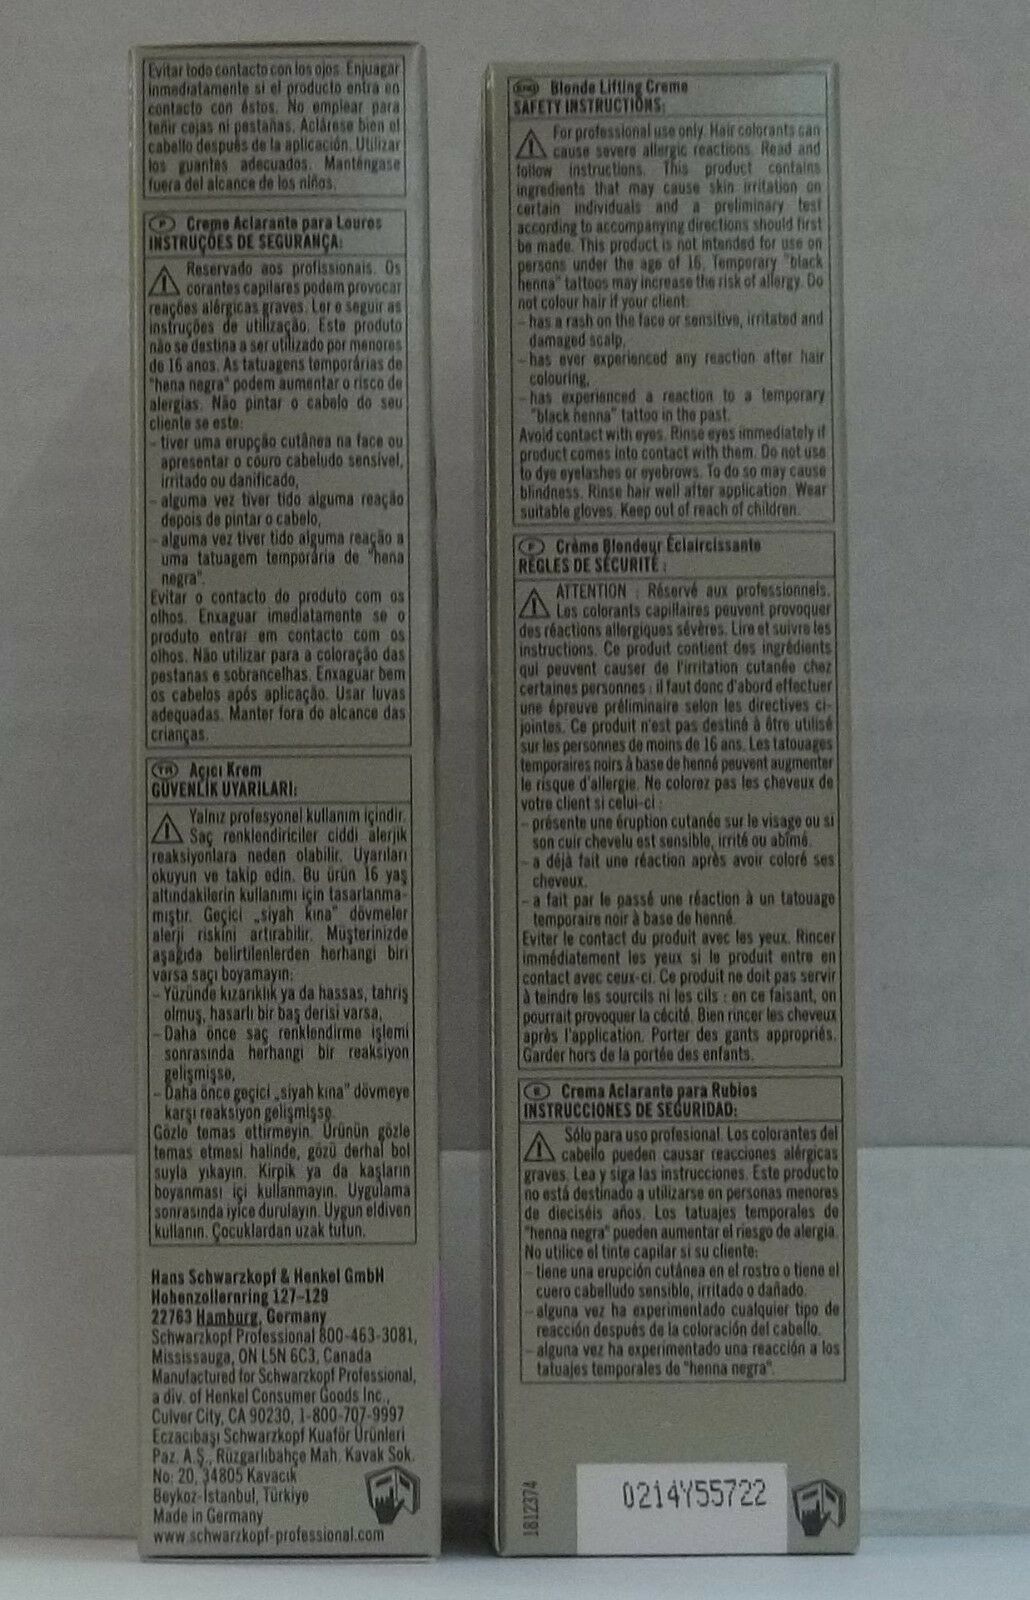 Evitar todo contacto con los ojos. Enjuagar
inmediatamente si el producto entra en
contacto con éstos. No emplear para
teñir cejas ni pestañas. Aclárese bien el
cabello después de la aplicación. Utilizar
los guantes adecuados. Manténgase
fuera del alcance de los niños.
P Creme Aclarante para Louros
INSTRUÇÕES DE SEGURANÇA:
Reservado aos profissionais. Os
corantes capilares podem provocar
reações alérgicas graves. Ler e seguir as
instruções de utilização. Este produto
não se destina a ser utilizado por menores
de 16 anos. As tatuagens temporárias de
"hena negra" podem aumentar o risco de
alergias. Não pintar o cabelo do seu
cliente se este:
– tiver uma erupção cutânea na face ou
apresentar o couro cabeludo sensível,
irritado ou danificado,
– alguma vez tiver tido alguma reação
depois de pintar o cabelo,
– alguma vez tiver tido alguma reação a
uma tatuagem temporária de "hena
negra".
Evitar o contacto do produto com os
olhos. Enxaguar imediatamente se o
produto entrar em contacto com os
olhos. Não utilizar para a coloração das
pestanas e sobrancelhas. Enxaguar bem
os cabelos após aplicação. Usar luvas
adequadas. Manter fora do alcance das
crianças.
TR Açıcı Krem
GÜVENLİK UYARILARI:
Yalnız profesyonel kullanım içindir.
Saç renklendiriciler ciddi alerjik
reaksiyonlara neden olabilir. Uyarıları
okuyun ve takip edin. Bu ürün 16 yaş
altındakilerin kullanımı için tasarlanma-
mıştır. Geçici „siyah kına” dövmeler
alerji riskini artırabilir. Müşterinizde
aşağıda belirtilenlerden herhangi biri
varsa saçı boyamayın:
– Yüzünde kızarıklık ya da hassas, tahriş
olmuş, hasarlı bir baş derisi varsa,
– Daha önce saç renklendirme işlemi
sonrasında herhangi bir reaksiyon
gelişmişse,
– Daha önce geçici „siyah kına” dövmeye
karşı reaksiyon gelişmişse.
Gözle temas ettirmeyin. Ürünün gözle
temas etmesi halinde, gözü derhal bol
suyla yıkayın. Kirpik ya da kaşların
boyanması içi kullanmayın. Uygulama
sonrasında iyice durulayın. Uygun eldiven
kullanın. Çocuklardan uzak tutun.
Hans Schwarzkopf & Henkel GmbH
Hohenzollernring 127–129
22763 Hamburg, Germany
Schwarzkopf Professional 800-463-3081,
Mississauga, ON L5N 6C3, Canada
Manufactured for Schwarzkopf Professional,
a div. of Henkel Consumer Goods Inc.,
Culver City, CA 90230, 1-800-707-9997
Eczacıbaşı Schwarzkopf Kuaför Ürünleri
Paz. A.Ş., Rüzgarlıbahçe Mah. Kavak Sok.
No: 20, 34805 Kavacık
Beykoz-İstanbul, Türkiye
Made in Germany
www.schwarzkopf-professional.com
Blonde Lifting Creme
SAFETY INSTRUCTIONS:
For professional use only. Hair colorants can
cause severe allergic reactions. Read and
follow instructions. This product contains
ingredients that may cause skin irritation on
certain individuals and a preliminary test
according to accompanying directions should first
be made. This product is not intended for use on
persons under the age of 16. Temporary "black
henna" tattoos may increase the risk of allergy. Do
not colour hair if your client:
– has a rash on the face or sensitive, irritated and
damaged scalp,
– has ever experienced any reaction after hair
colouring,
– has experienced a reaction to a temporary
"black henna" tattoo in the past.
Avoid contact with eyes. Rinse eyes immediately if
product comes into contact with them. Do not use
to dye eyelashes or eyebrows. To do so may cause
blindness. Rinse hair well after application. Wear
suitable gloves. Keep out of reach of children.
F Crème Blondeur Éclaircissante
RÈGLES DE SÉCURITÉ :
ATTENTION : Réservé aux professionnels.
Les colorants capillaires peuvent provoquer
des réactions allergiques sévères. Lire et suivre les
instructions. Ce produit contient des ingrédients
qui peuvent causer de l'irritation cutanée chez
certaines personnes : il faut donc d'abord effectuer
une épreuve préliminaire selon les directives ci-
jointes. Ce produit n'est pas destiné à être utilisé
sur les personnes de moins de 16 ans. Les tatouages
temporaires noirs à base de henné peuvent augmenter
le risque d'allergie. Ne colorez pas les cheveux de
votre client si celui-ci :
– présente une éruption cutanée sur le visage ou si
son cuir chevelu est sensible, irrité ou abîmé.
– a déjà fait une réaction après avoir coloré ses
cheveux.
– a fait par le passé une réaction à un tatouage
temporaire noir à base de henné.
Eviter le contact du produit avec les yeux. Rincer
immédiatement les yeux si le produit entre en
contact avec ceux-ci. Ce produit ne doit pas servir
à teindre les sourcils ni les cils : en ce faisant, on
pourrait provoquer la cécité. Bien rincer les cheveux
après l'application. Porter des gants appropriés.
Garder hors de la portée des enfants.
E Crema Aclarante para Rubios
INSTRUCCIONES DE SEGURIDAD:
Sólo para uso profesional. Los colorantes del
cabello pueden causar reacciones alérgicas
graves. Lea y siga las instrucciones. Este producto
no está destinado a utilizarse en personas menores
de dieciséis años. Los tatuajes temporales de
"henna negra" pueden aumentar el riesgo de alergia.
No utilice el tinte capilar si su cliente:
– tiene una erupción cutánea en el rostro o tiene el
cuero cabelludo sensible, irritado o dañado.
– alguna vez ha experimentado cualquier tipo de
reacción después de la coloración del cabello.
– alguna vez ha experimentado una reacción a los
tatuajes temporales de "henna negra".
1812374
0214Y55722